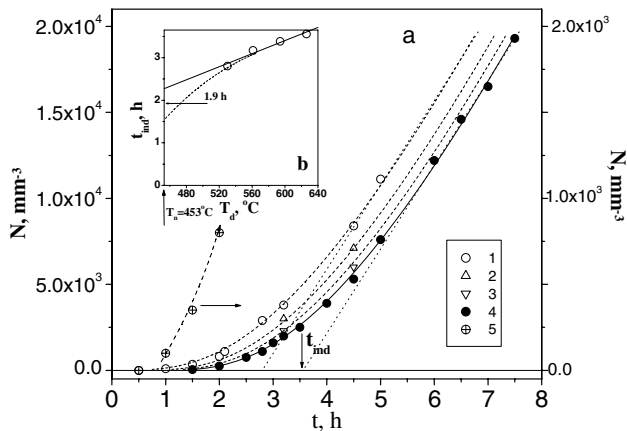 2.0x10⁴
1.5x10⁴
1.0x10⁴
5.0x10³
0.0
N, mm⁻³
2.0x10³
1.0x10³
0.0
N, mm⁻³
a
0 1 2 3 4 5 6 7 8
t, h
t_ind
1
2
3
4
5
b
3
2
1
0
t_ind, h
1.9 h
480 520 560 600 640
T_n=453°C
T_d, °C